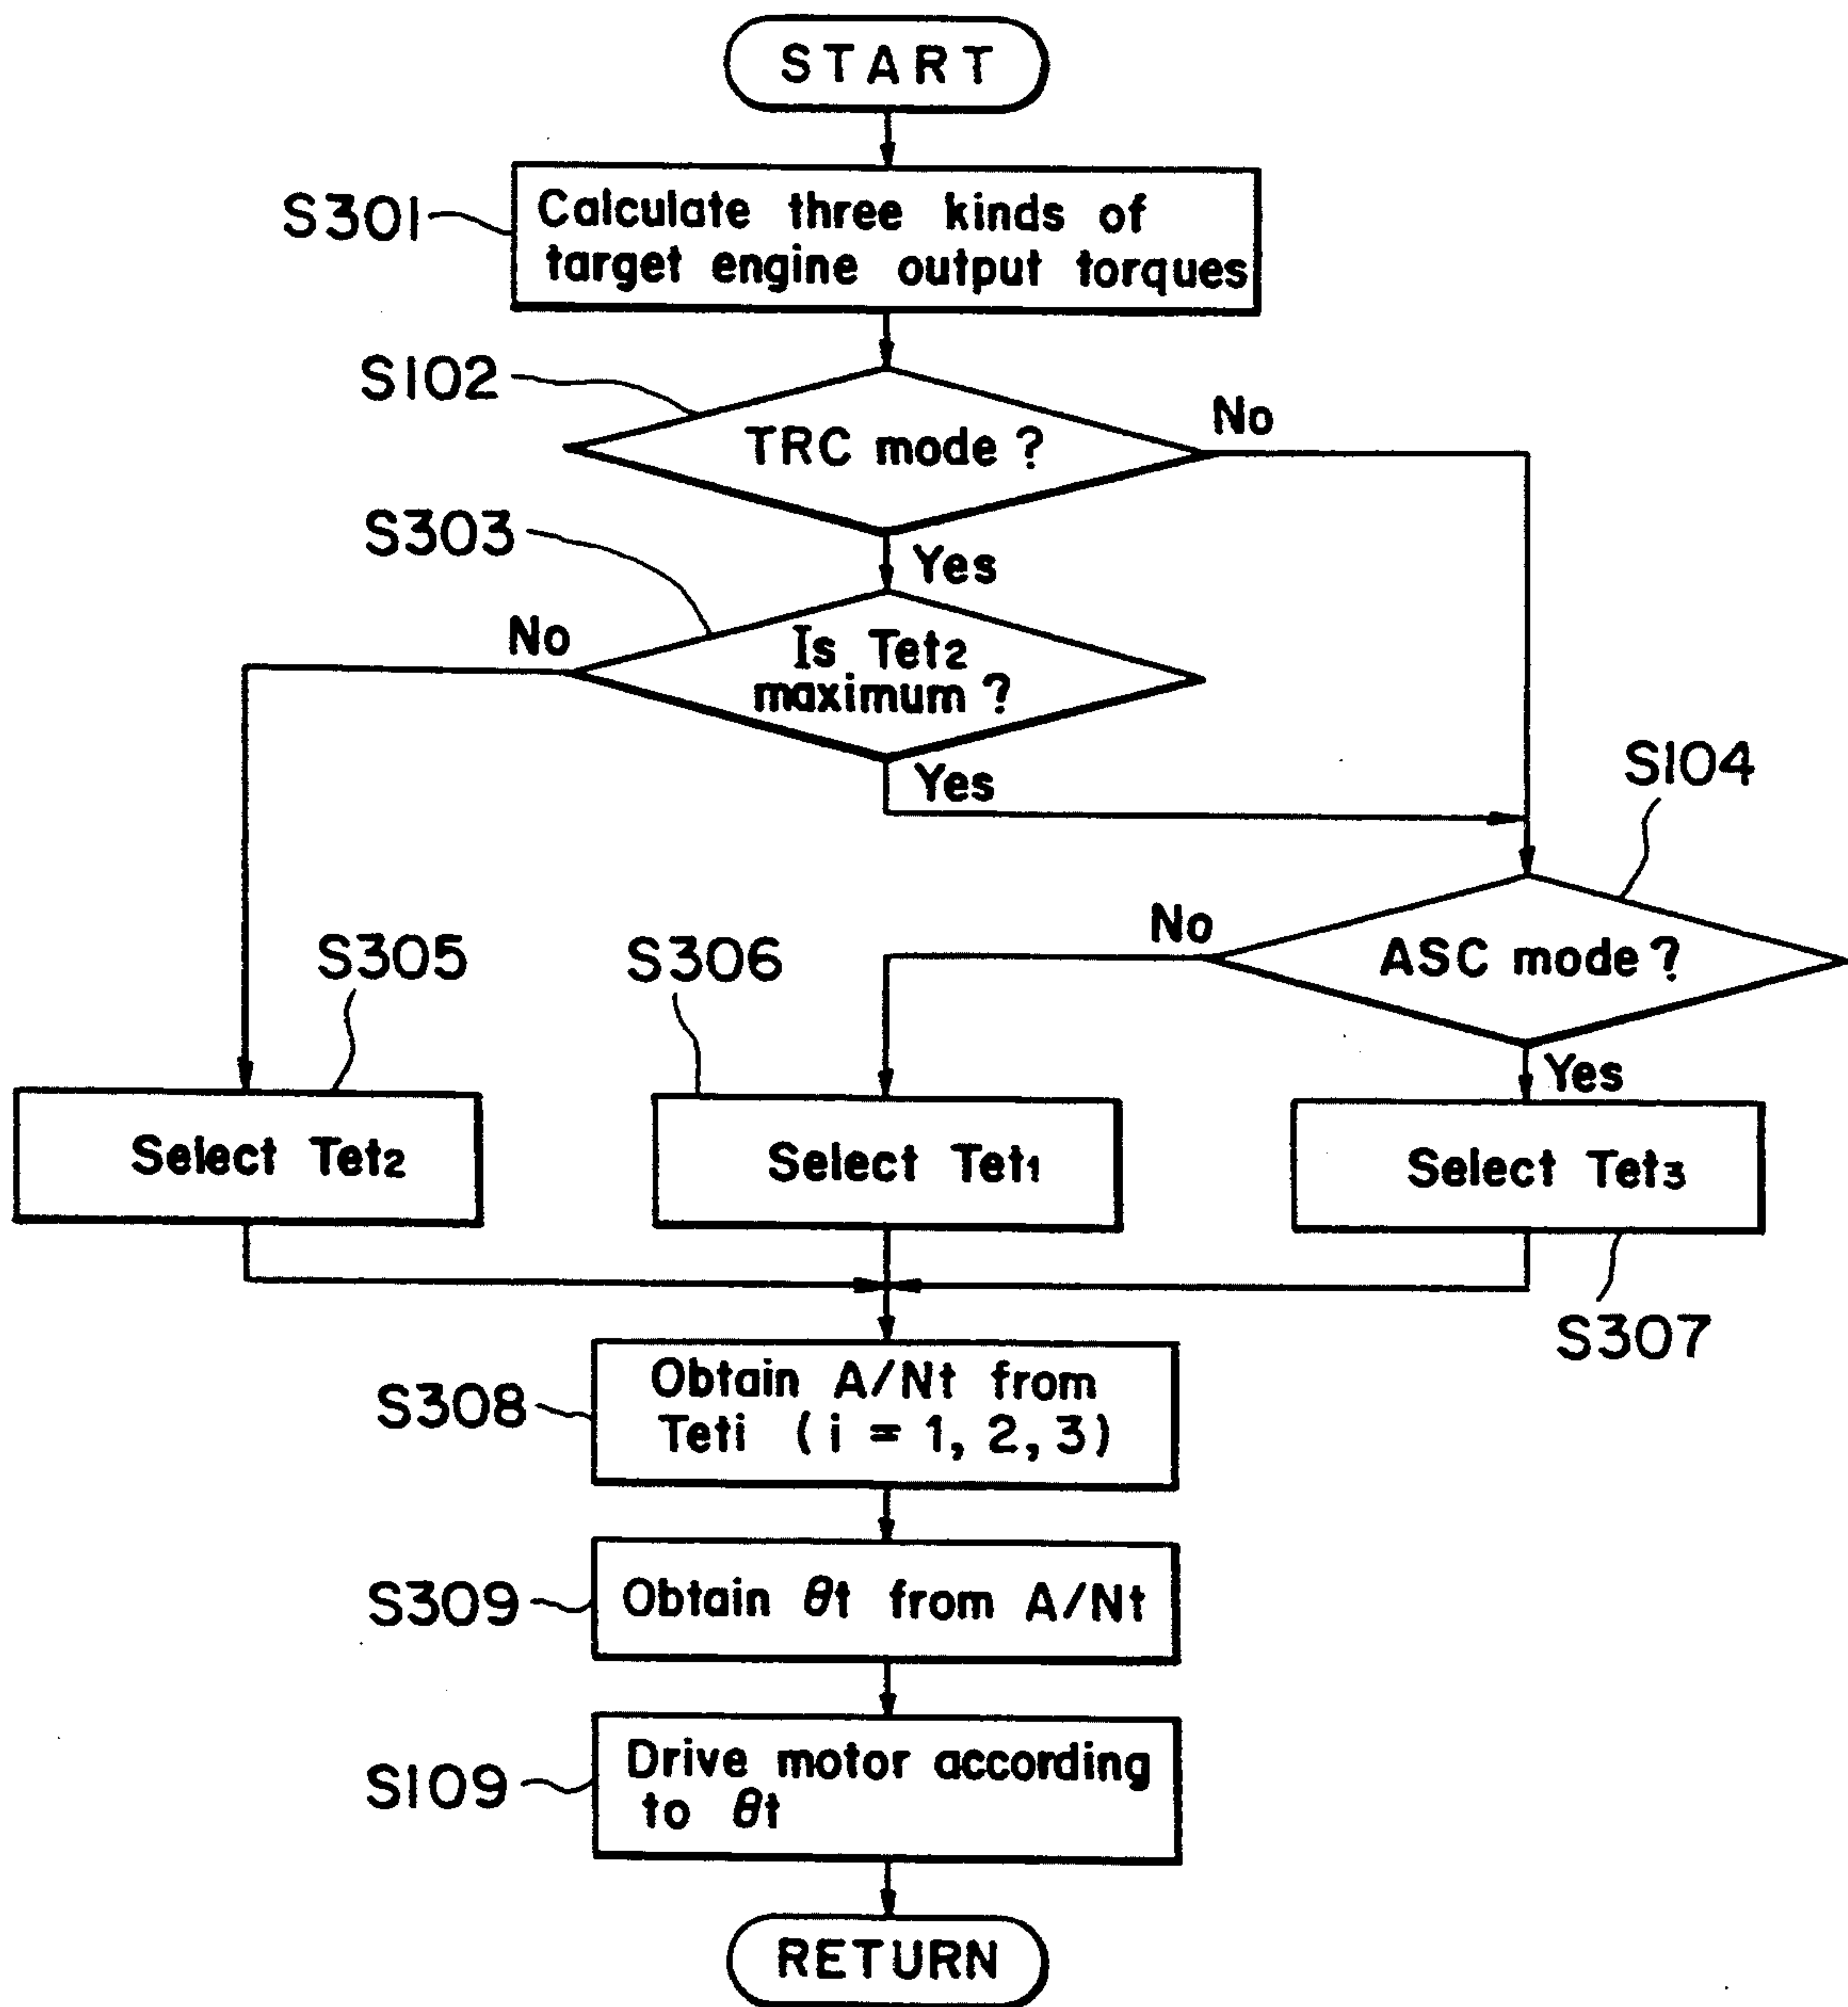 START
S301
Calculate three kinds of
target engine output torques
S102
TRC mode ?
No
S303
Yes
No
Is Tet2
maximum ?
Yes
S104
No
ASC mode ?
S305
S306
Yes
Select Tet2
Select Tet1
Select Tet3
S307
S308
Obtain A/Nt from
Teti ( i = 1, 2, 3 )
S309
Obtain θt from A/Nt
S109
Drive motor according
to θt
RETURN